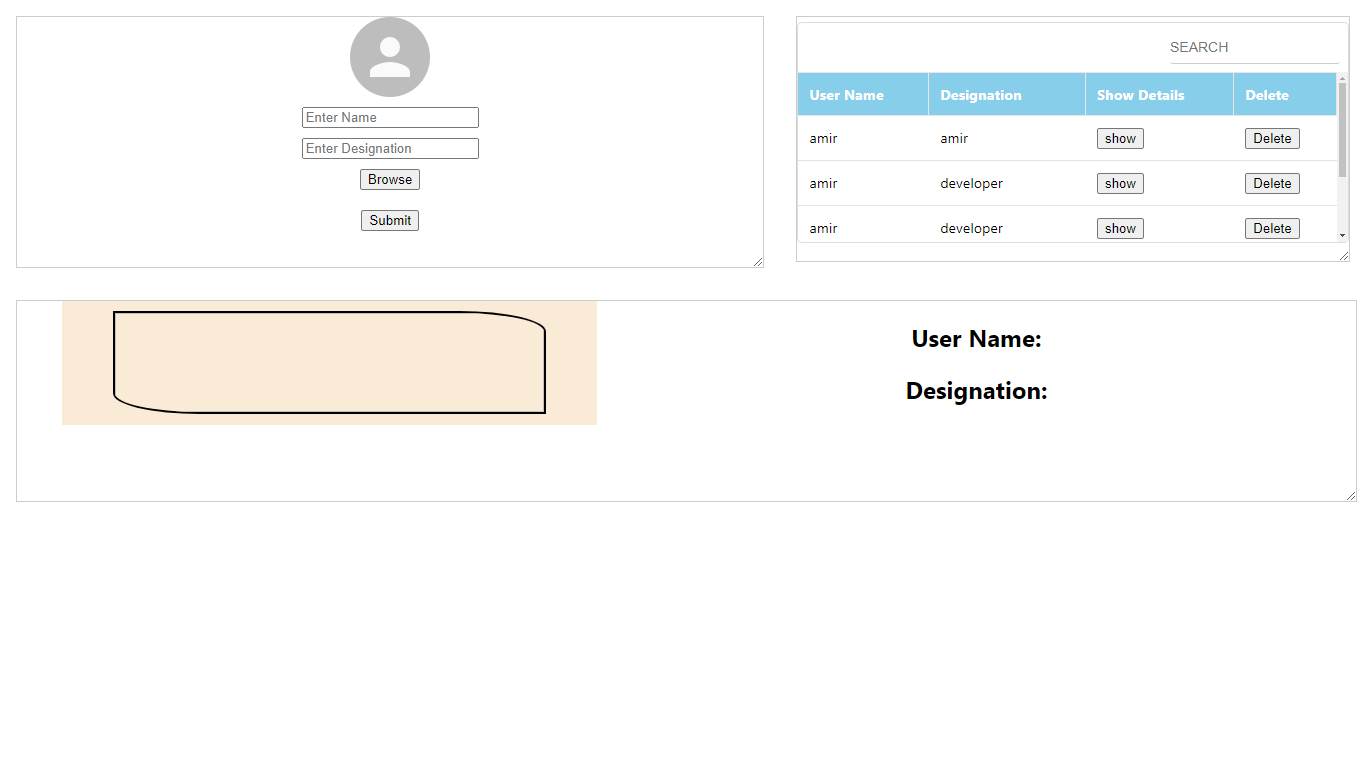 Enter Name
Enter Designation
Browse
Submit
SEARCH
User Name Designation Show Details Delete
amir amir show Delete
amir developer show Delete
amir developer show Delete
User Name:
Designation: